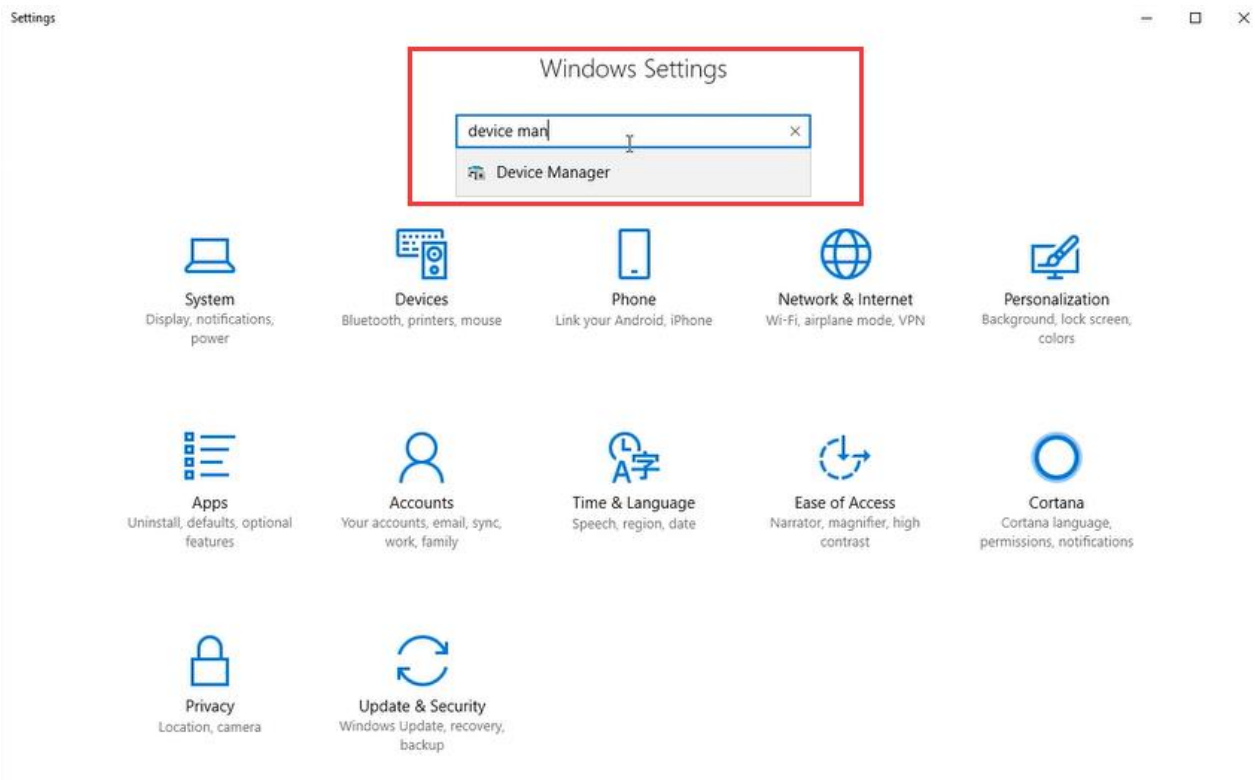 Settings
Windows Settings
device man
Device Manager
System
Display, notifications,
power
Devices
Bluetooth, printers, mouse
Phone
Link your Android, iPhone
Network & Internet
Wi-Fi, airplane mode, VPN
Personalization
Background, lock screen,
colors
Apps
Uninstall, defaults, optional
features
Accounts
Your accounts, email, sync,
work, family
A字
Time & Language
Speech, region, date
Ease of Access
Narrator, magnifier, high
contrast
Cortana
Cortana language,
permissions, notifications
Privacy
Location, camera
Update & Security
Windows Update, recovery,
backup